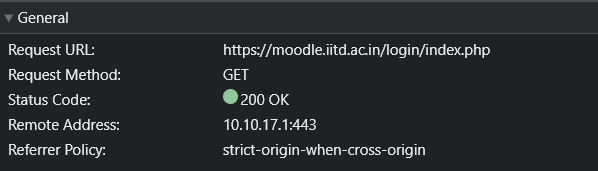 General
Request URL: https://moodle.iitd.ac.in/login/index.php
Request Method: GET
Status Code: 200 OK
Remote Address: 10.10.17.1:443
Referrer Policy: strict-origin-when-cross-origin